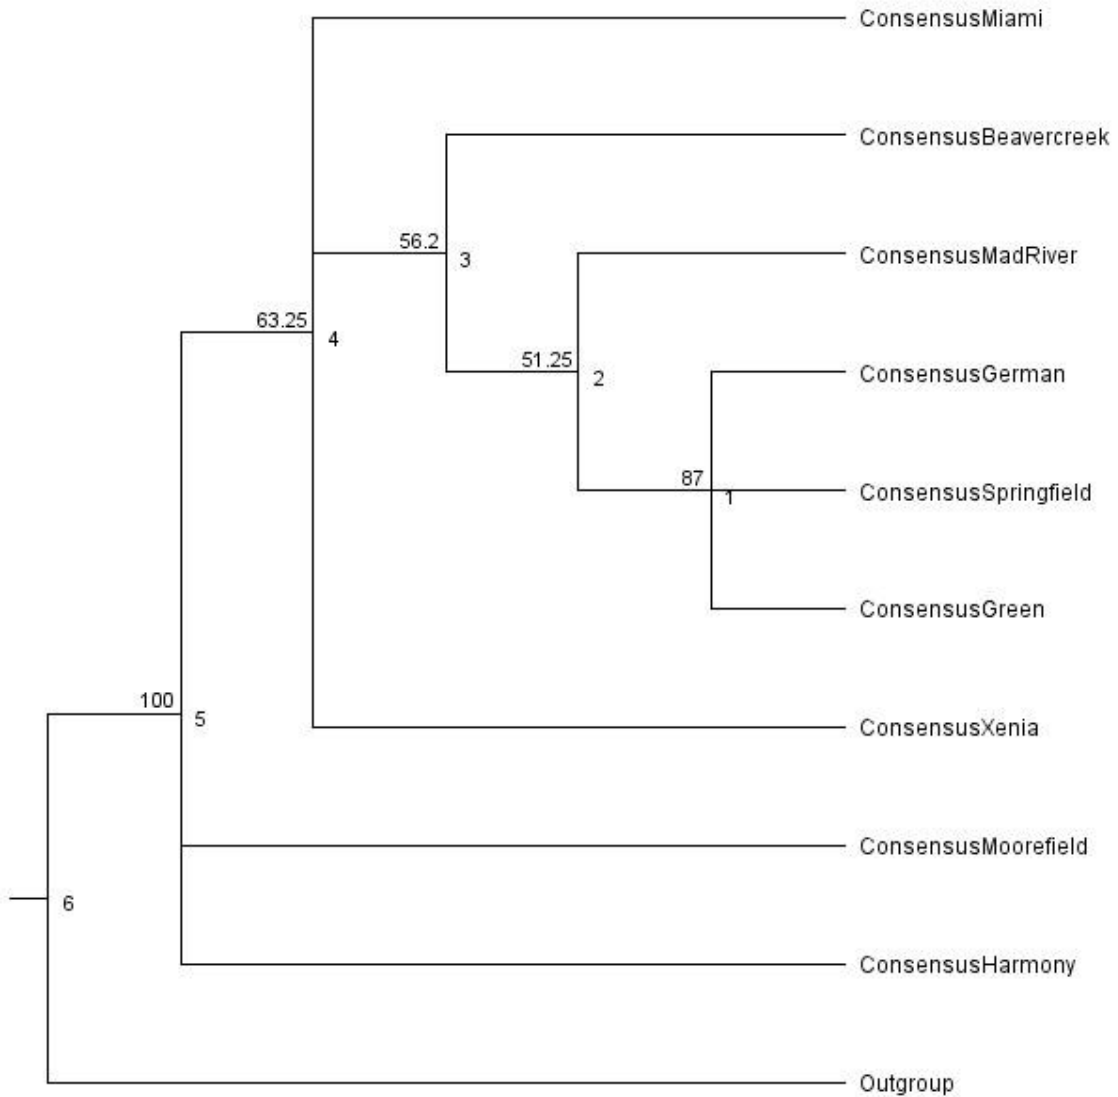 ConsensusMiami
ConsensusBeavercreek
56.2
3
ConsensusMadRiver
63.25
4
51.25
2
ConsensusGerman
87
1
ConsensusSpringfield
ConsensusGreen
100
5
ConsensusXenia
ConsensusMoorefield
6
ConsensusHarmony
Outgroup